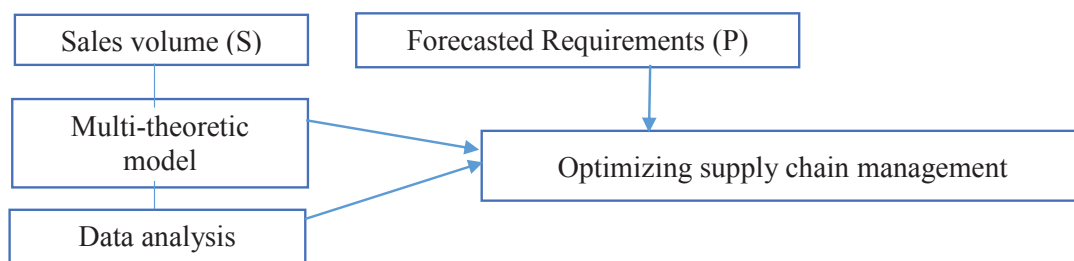 Sales volume (S)
Forecasted Requirements (P)
Multi-theoretic
model
Optimizing supply chain management
Data analysis